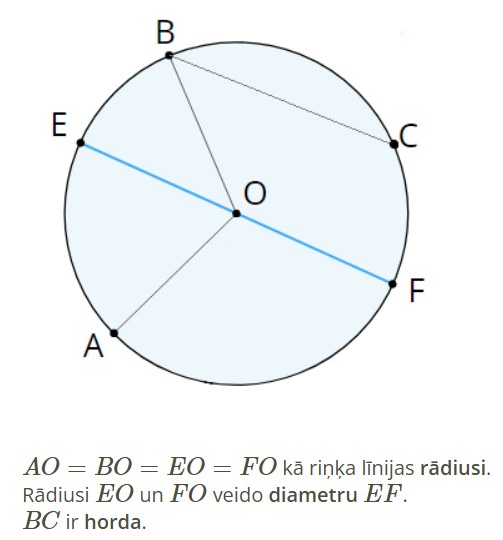 B
E
C
O
F
A
AO = BO = EO = FO kā riņķa līnijas rādiusi.
Rādiusi EO un FO veido diametru EF.
BC ir horda.